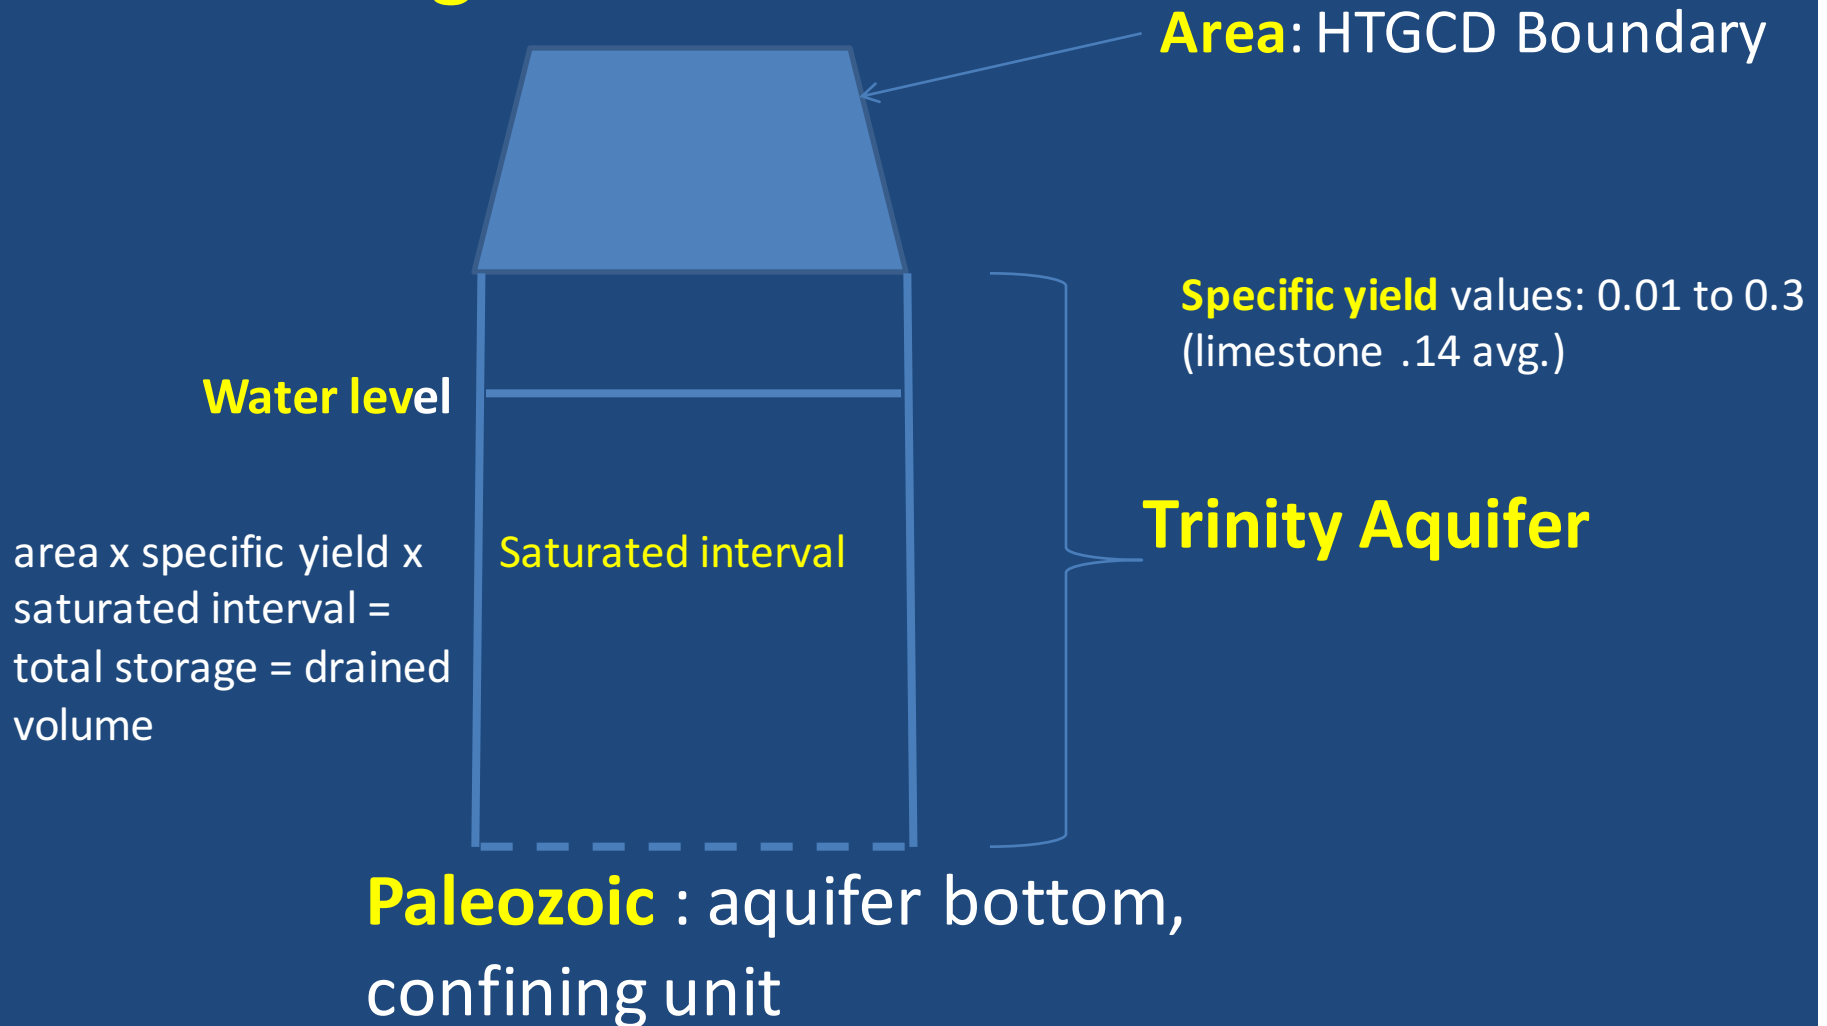 Area: HTGCD Boundary
Specific yield values: 0.01 to 0.3
(limestone .14 avg.)
Water level
Trinity Aquifer
area x specific yield x
saturated interval =
total storage = drained
volume
Saturated interval
Paleozoic : aquifer bottom,
confining unit